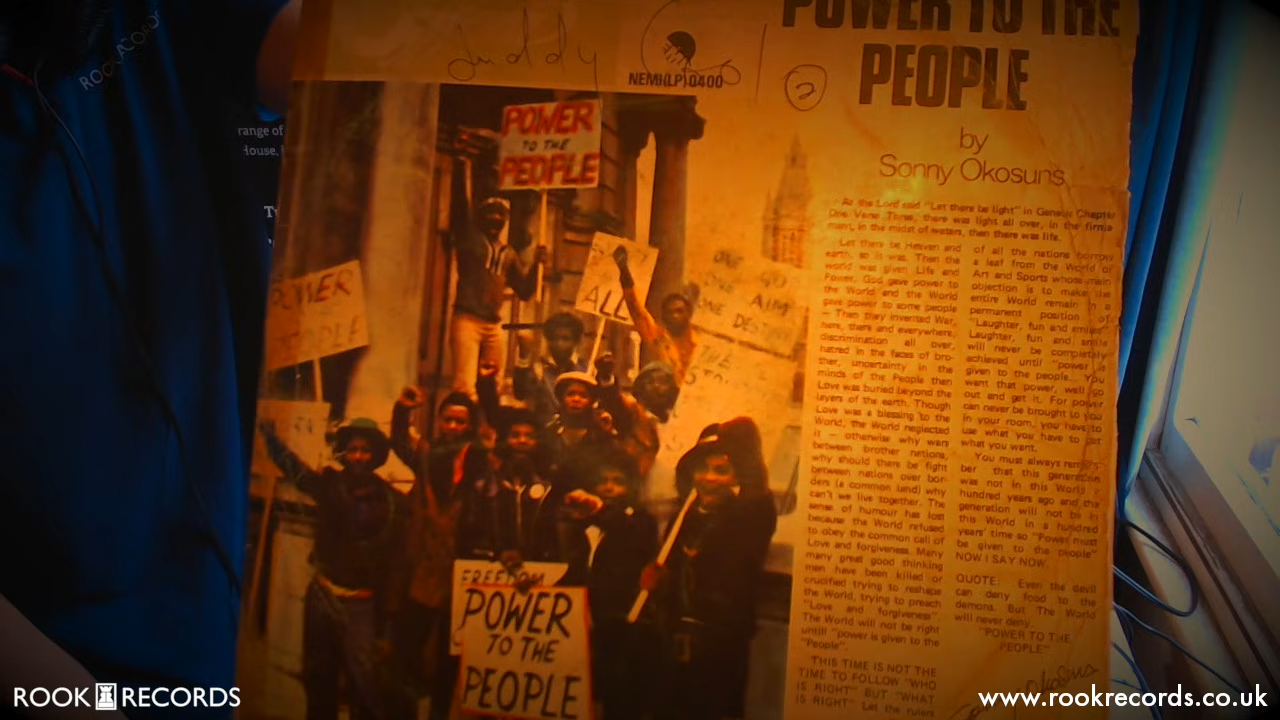 POWER TO THE
PEOPLE
by
Sonny Okosuns
NEMI(LP)0400
2
ROOK
range of
House,
POWER
TO THE
PEOPLE
ALL
POWER
PEOPLE
ONE AIM
ONE
THE
FREEDOM
POWER
TO THE
PEOPLE
As the Lord said "Let there be light" in Genesis Chapter
One Verse Three, there was light all over, in the firma-
ment, in the midst of waters, then there was life.
Let there be Heaven and
earth, so it was. Then the
world was given Life and
Power. God gave power to
the World and the World
gave power to some people
- Then they invented War,
here, there and everywhere,
discrimination all over,
hatred in the faces of bro-
ther, uncertainty in the
minds of the People then
Love was buried beyond the
layers of the earth. Though
Love was a blessing to the
World, the World neglected
it — otherwise why wars
between brother nations,
why should there be fight
between nations over bor-
ders (a common land) why
can't we live together. The
sense of humour has lost
because the World refused
to obey the common call of
Love and forgiveness. Many
many great good thinking
men have been killed or
crucified trying to reshape
the World, trying to preach
"Love and forgiveness".
The World will not be right
untill "power is given to the
"People".
THIS TIME IS NOT THE
TIME TO FOLLOW "WHO
IS RIGHT" BUT "WHAT
IS RIGHT" Let the rulers
of all the nations borrow
a leaf from the World of
Art and Sports whose main
objection is to make the
entire World remain in a
permanent position of
"Laughter, fun and smiles"
Laughter, fun and smile
will never be completely
achieved until "power is
given to the people... You
want that power, well go
out and get it. For power
can never be brought to you
in your room, you have to
use what you have to get
what you want.
You must always remem-
ber that this generation
was not in this World
hundred years ago and the
generation will not be in
this World in a hundred
years' time so "Power must
be given to the people"
NOW I SAY NOW.
QUOTE: Even the devil
can deny food to the
demons. But The World
will never deny.
"POWER TO THE
PEOPLE"
ROOK RECORDS
www.rookrecords.co.uk